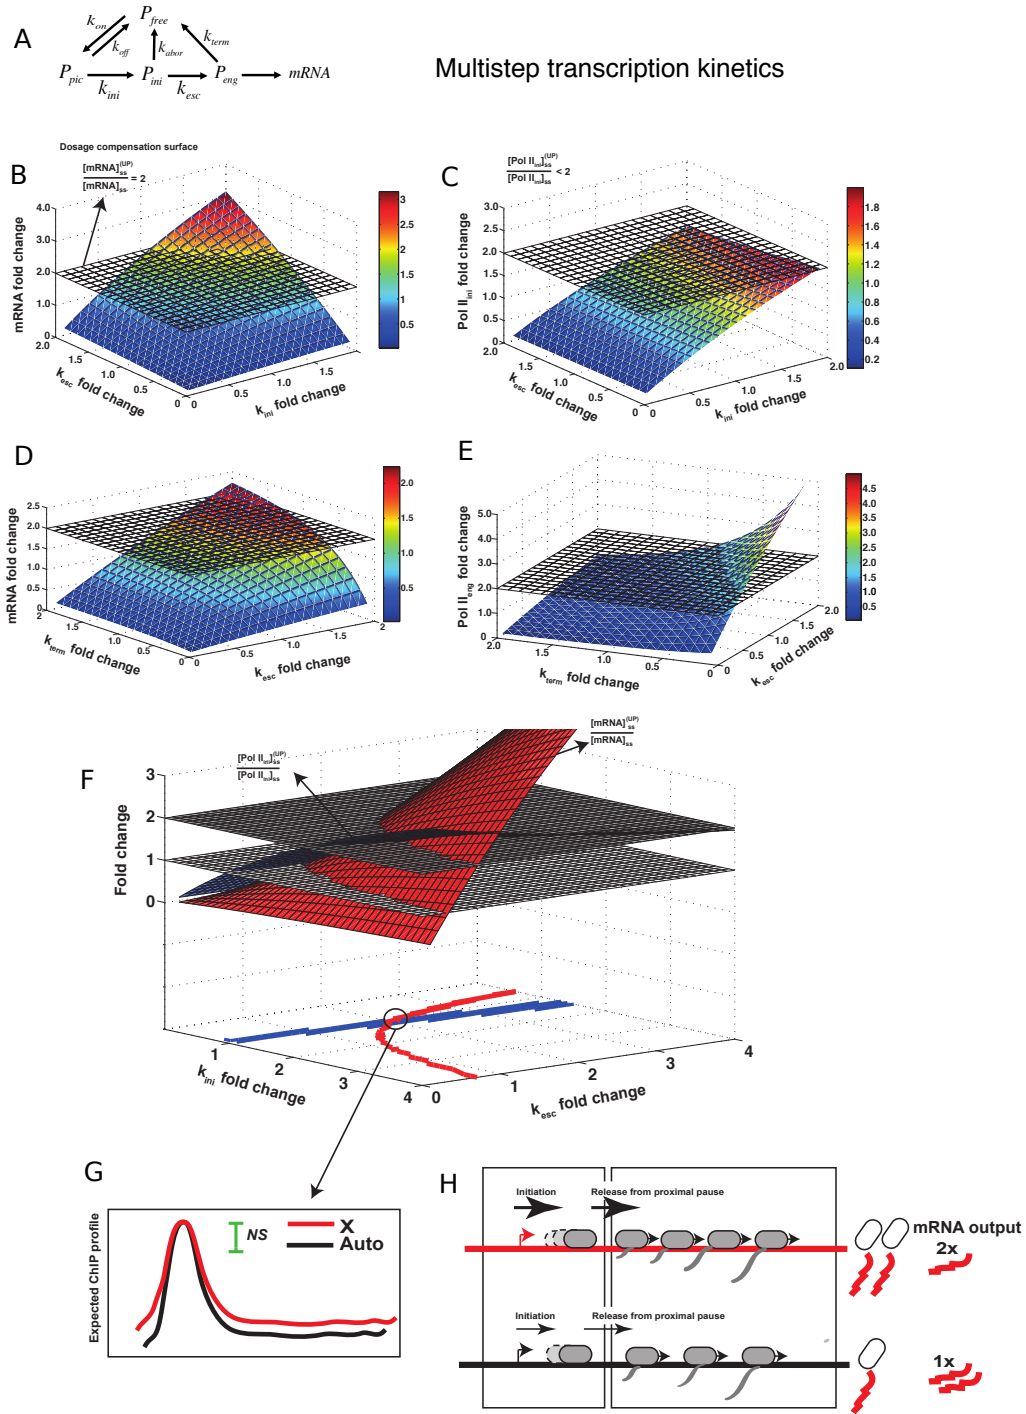 A
P_free
k_on
k_off
k_abor
k_term
P_pic
k_ini
P_ini
k_esc
P_eng
mRNA
Multistep transcription kinetics
B
Dosage compensation surface
[mRNA]_ss^(UP)
[mRNA]_ss
= 2
mRNA fold change
4.0
3.0
2.0
1.0
0
2.0
1.5
1.0
0.5
0
k_esc fold change
0
0.5
1.0
1.5
k_ini fold change
3
2.5
2
1.5
1
0.5
C
[Pol II_ini]_ss^(UP)
[Pol II_ini]_ss
< 2
Pol II_ini fold change
3.0
2.5
2.0
1.5
1.0
0.5
0
2.0
1.5
1.0
0.5
0
k_esc fold change
0
0.5
1.0
1.5
2.0
k_ini fold change
1.8
1.6
1.4
1.2
1.0
0.8
0.6
0.4
0.2
D
mRNA fold change
2.5
2.0
1.5
1.0
0.5
0
2
1.5
1.0
0.5
0
k_term fold change
0
0.5
1.0
1.5
2
k_esc fold change
2.0
1.5
1.0
0.5
E
Pol II_eng fold change
5.0
4.0
3.0
2.0
1.0
0
2.0
1.5
1.0
0.5
0
k_term fold change
0
0.5
1.0
1.5
2.0
k_esc fold change
4.5
4.0
3.5
3.0
2.5
2.0
1.5
1.0
0.5
F
[Pol II_ini]_ss^(UP)
[Pol II_ini]_ss
[mRNA]_ss^(UP)
[mRNA]_ss
Fold change
3
2
1
0
1
2
3
4
k_ini fold change
0
1
2
3
4
k_esc fold change
G
Expected ChIP profile
NS
X
Auto
H
Initiation
Release from proximal pause
mRNA output
2x
Initiation
Release from proximal pause
1x